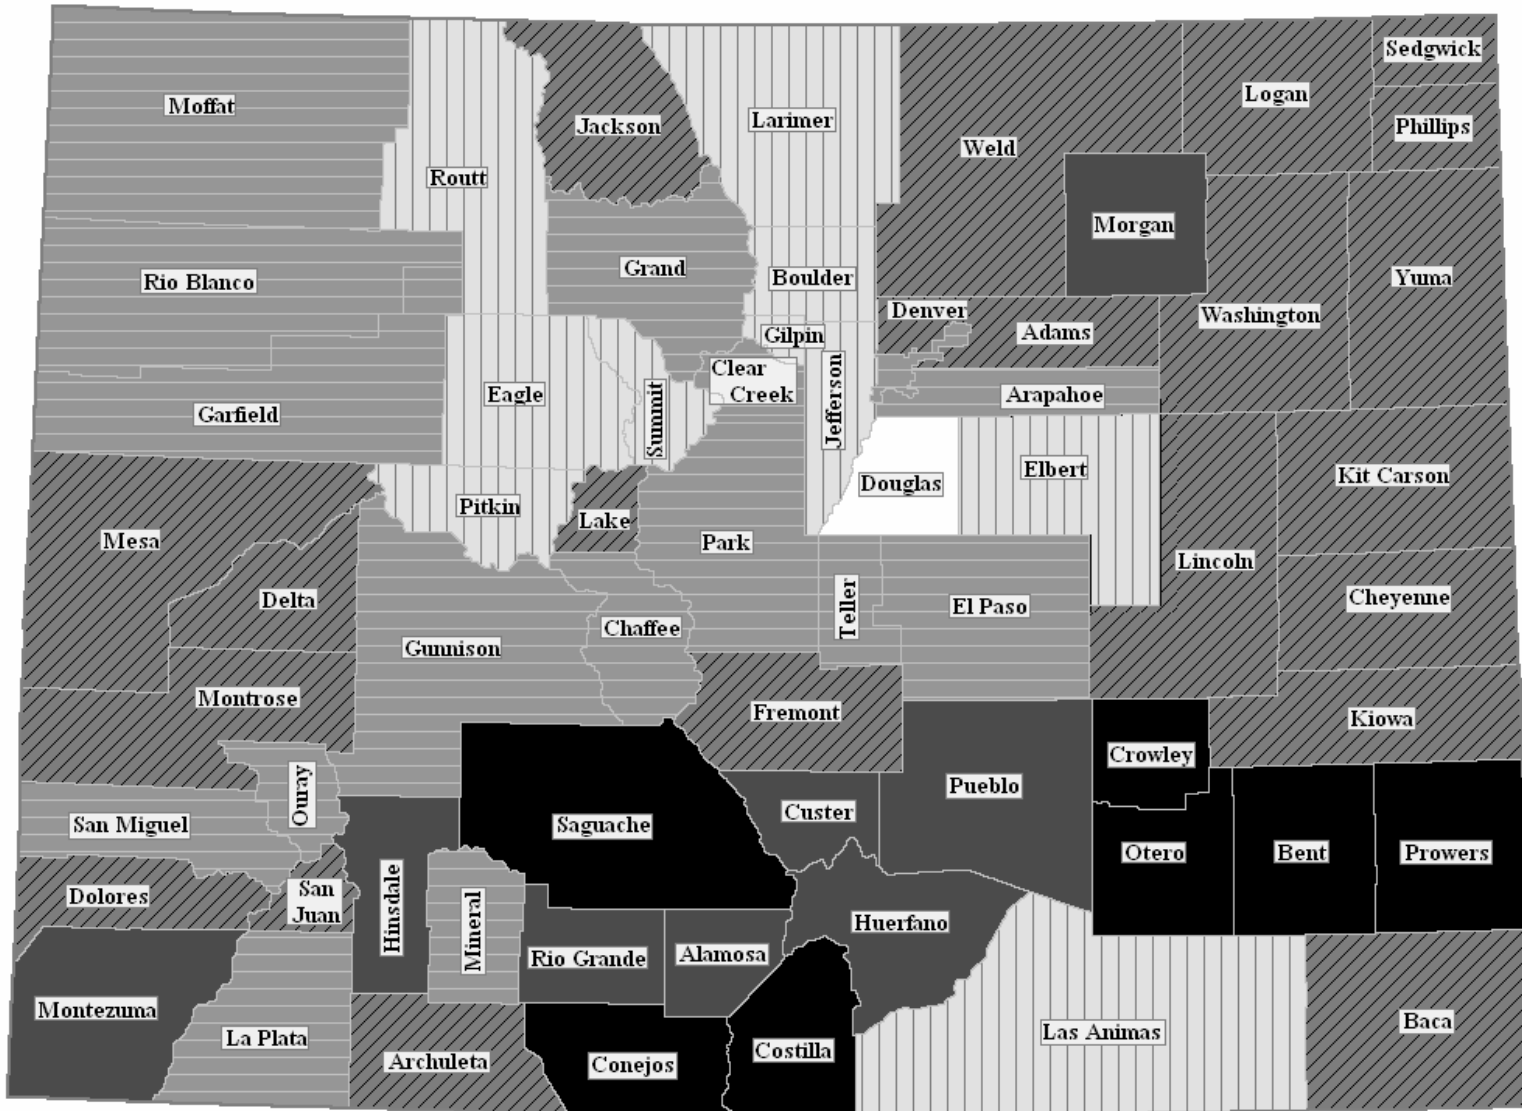 Sedgwick
Moffat
Logan
Larimer
Jackson
Phillips
Weld
Routt
Morgan
Grand
Boulder
Yuma
Rio Blanco
Denver
Washington
Gilpin
Adams
Clear
Creek
Eagle
Arapahoe
Jefferson
Summit
Garfield
Kit Carson
Elbert
Douglas
Pitkin
Lake
Mesa
Park
Lincoln
Delta
Cheyenne
Teller
El Paso
Chaffee
Gunnison
Montrose
Fremont
Kiowa
Crowley
Pueblo
Ouray
Custer
San Miguel
Saguache
Otero
Bent
Prowers
Dolores
San
Juan
Hinsdale
Huerfano
Mineral
Alamosa
Rio Grande
Montezuma
Baca
Las Animas
La Plata
Costilla
Archuleta
Conejos